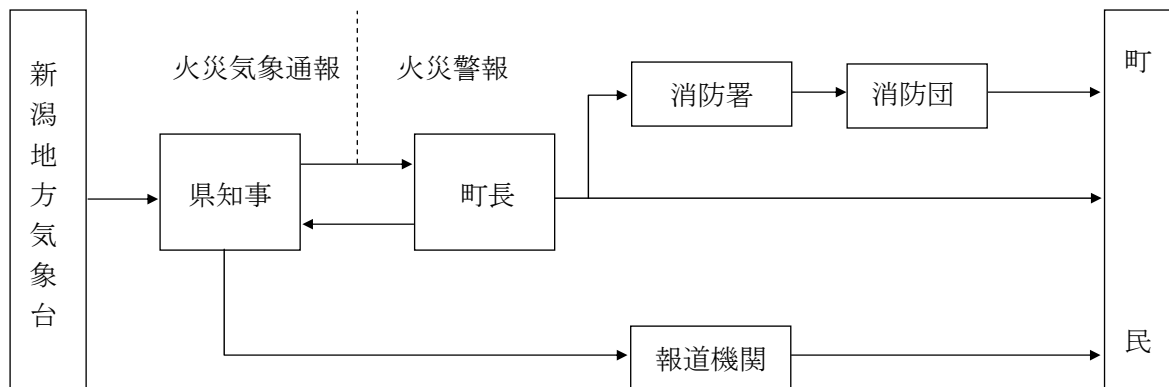 新潟地方気象台
火災気象通報
火災警報
県知事
町長
消防署
消防団
報道機関
町民